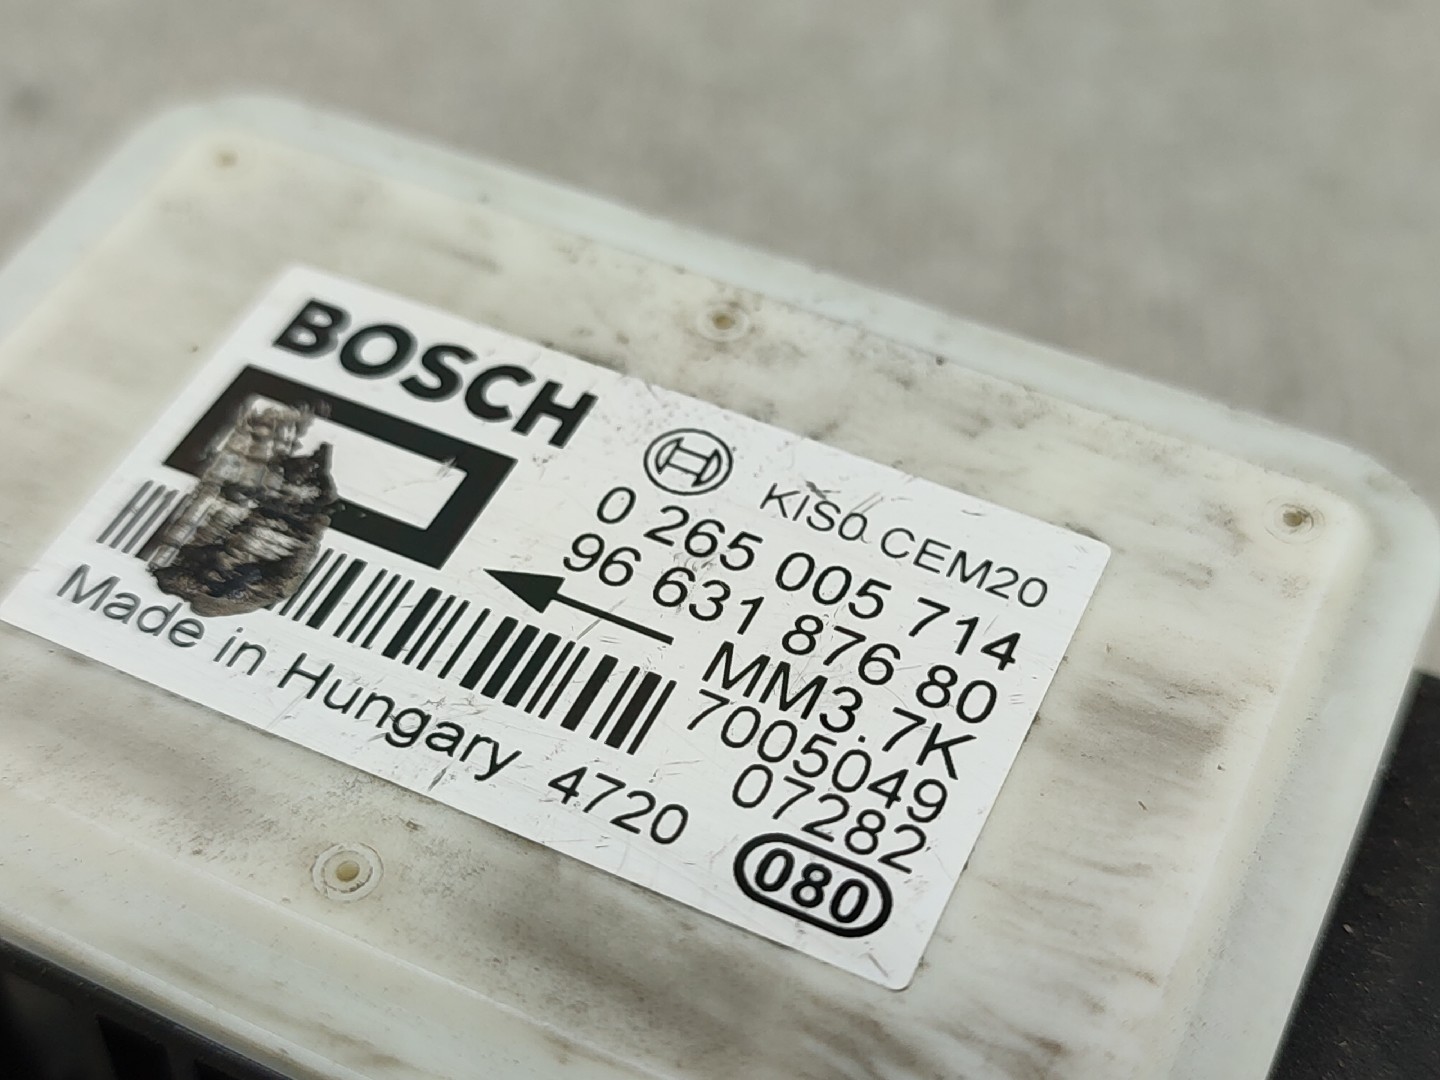 BOSCH
KIS0.CEM20
0 265 005 714
96 631 876 80
MM3.7K
7005049
07282
080
Made in Hungary 4720